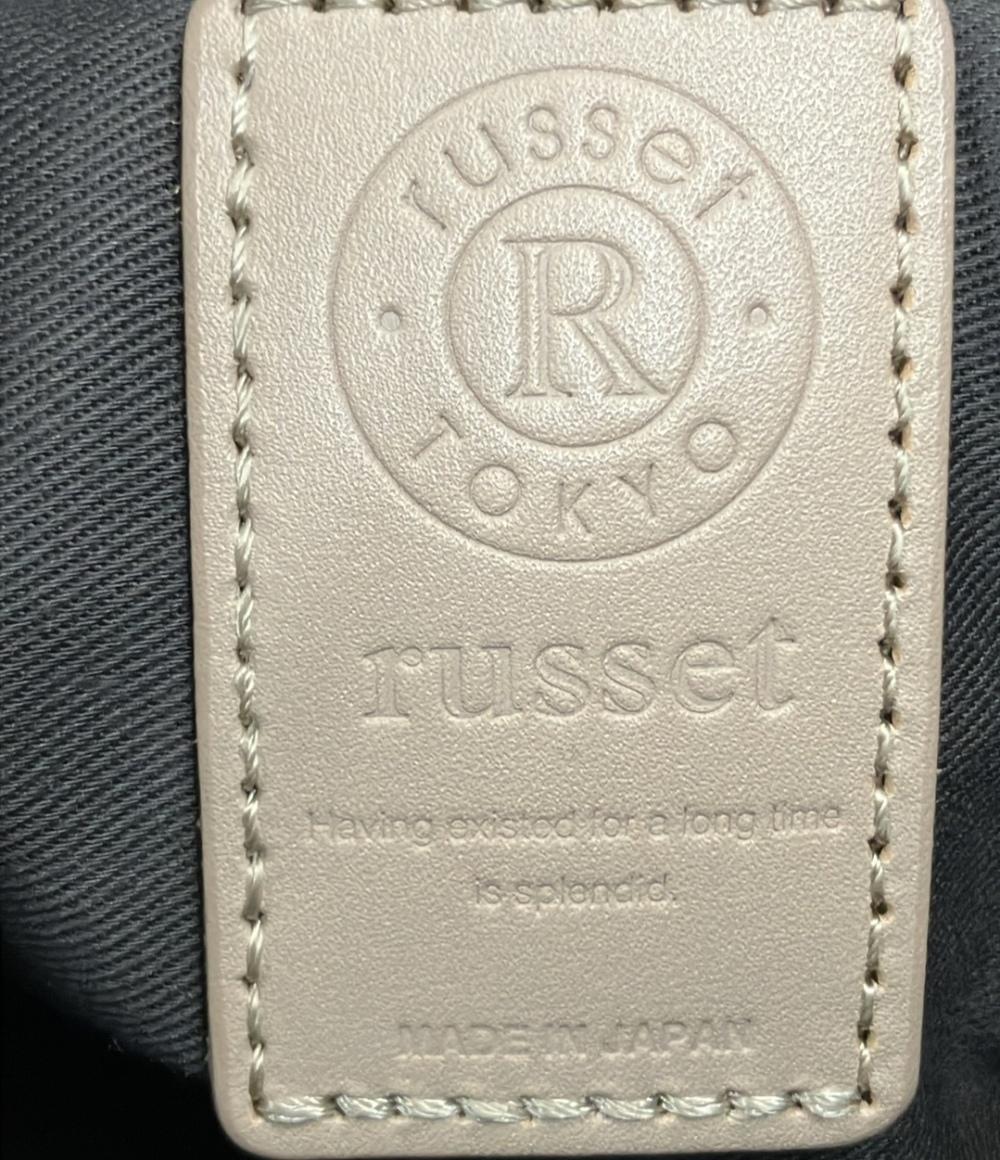 russet
R
TOKYO
russet
Having existed for a long time
is splendid.
MADE IN JAPAN